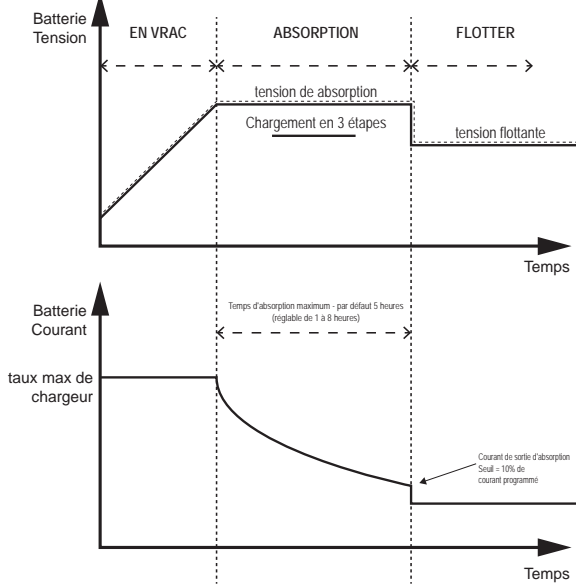 Batterie
Tension
EN VRAC
ABSORPTION
FLOTTER
tension de absorption
Chargement en 3 étapes
tension flottante
Temps
Batterie
Courant
Temps d'absorption maximum - par défaut 5 heures
(réglable de 1 à 8 heures)
taux max de
chargeur
Courant de sortie d'absorption
Seuil = 10% de
courant programmé
Temps